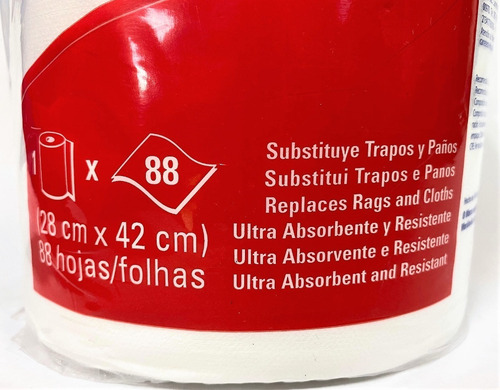 1 x 88
(28 cm x 42 cm)
88 hojas/folhas
Substituye Trapos y Paños
Substitui Trapos e Panos
Replaces Rags and Cloths
Ultra Absorbente y Resistente
Ultra Absorvente e Resistente
Ultra Absorbent and Resistant